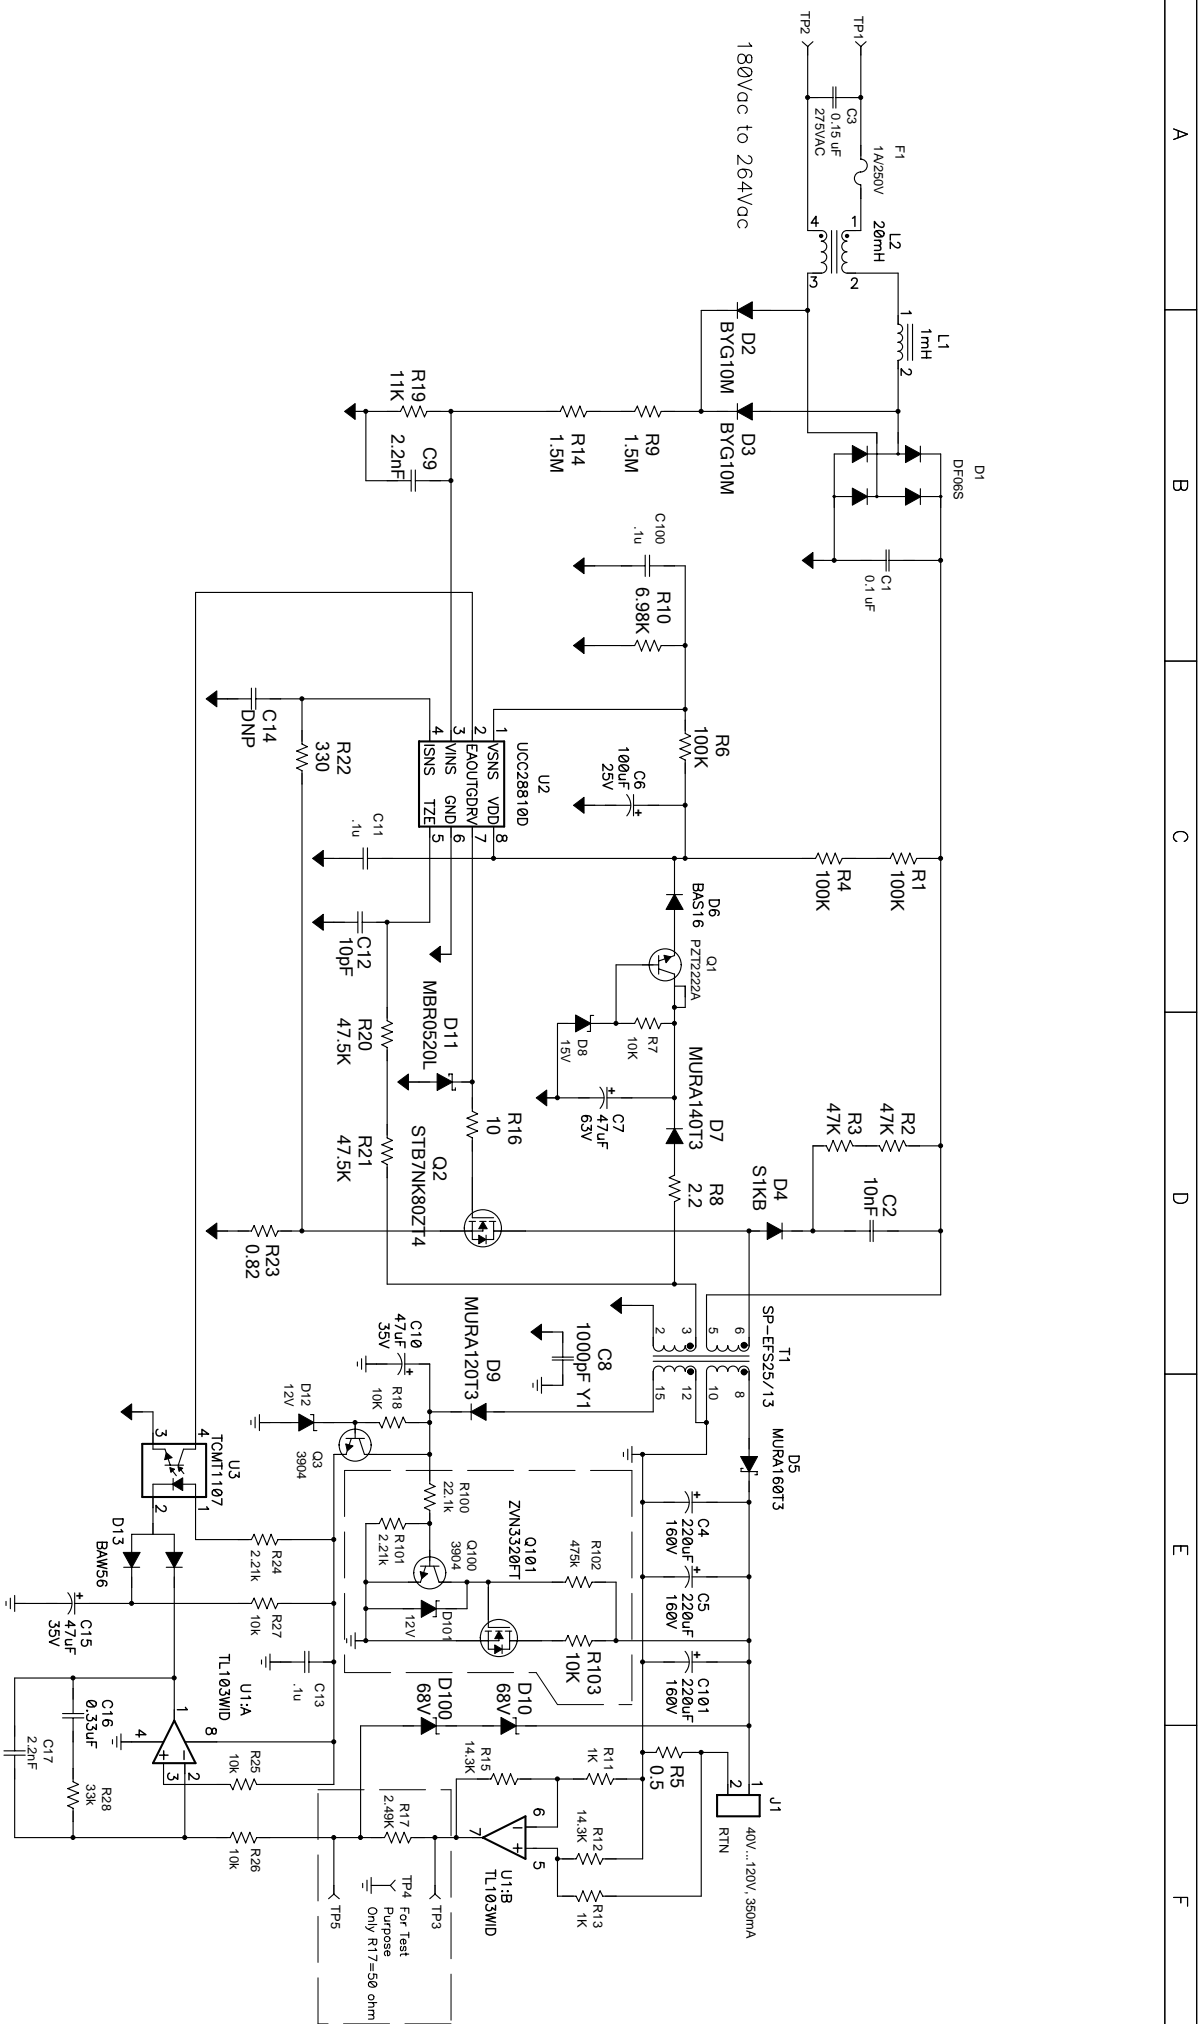 A
B
C
D
E
F
TP1
TP2
C3
0.15 uF
275VAC
F1
1A/250V
180Vac to 264Vac
L2
20mH
1
2
4
3
L1
1mH
1
2
D2
BYG10M
D3
BYG10M
D1
DF06S
C1
0.1 uF
R9
1.5M
R14
1.5M
R19
11K
C9
2.2nF
C100
.1u
R10
6.98K
R6
100K
C6
100uF
25V
+
R1
100K
R4
100K
U2
UCC28810D
1
2
3
4
VSNS
EAOUT
VINS
ISNS
VDD
GDRV
GND
TZE
8
7
6
5
C14
DNP
R22
330
C11
.1u
C12
10pF
D6
BAS16
Q1
PZT2222A
R7
10K
D8
15V
C7
47uF
63V
+
D7
MURA140T3
R8
2.2
D11
MBR0520L
R20
47.5K
R21
47.5K
R16
10
Q2
STB7NK80ZT4
R2
47K
R3
47K
C2
10nF
D4
S1KB
R23
0.82
T1
SP-EFS25/13
6
5
3
2
8
10
12
15
C8
1000pF Y1
D9
MURA120T3
C10
47uF
35V
+
R18
10K
D12
12V
Q3
3904
D5
MURA160T3
C4
220uF
160V
+
C5
220uF
160V
+
C101
220uF
160V
+
R100
22.1k
R101
2.21k
Q100
3904
Q101
ZVN3320FT
R102
475k
R103
10K
D101
12V
D10
68V
D100
68V
U3
TCMT1107
4
3
1
2
D13
BAW56
R24
2.21k
R27
10k
C15
47uF
35V
+
C13
.1u
U1:A
TL103WID
1
8
4
2
3
−
+
C16
0.33uF
R28
33k
C17
2.2nF
R25
10k
R26
10k
J1
1
2
40V...120V, 350mA
RTN
R5
0.5
R11
1K
R12
14.3K
R13
1K
R15
14.3K
U1:B
TL103WID
6
5
7
−
+
R17
2.49K
TP3
TP4
TP5
For Test
Purpose
Only R17=50 ohm